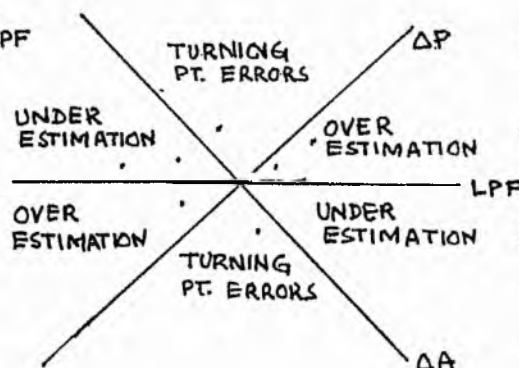 PF
TURNING
PT. ERRORS
ΔP
UNDER
ESTIMATION
OVER
ESTIMATION
LPF
OVER
ESTIMATION
UNDER
ESTIMATION
TURNING
PT. ERRORS
ΔA